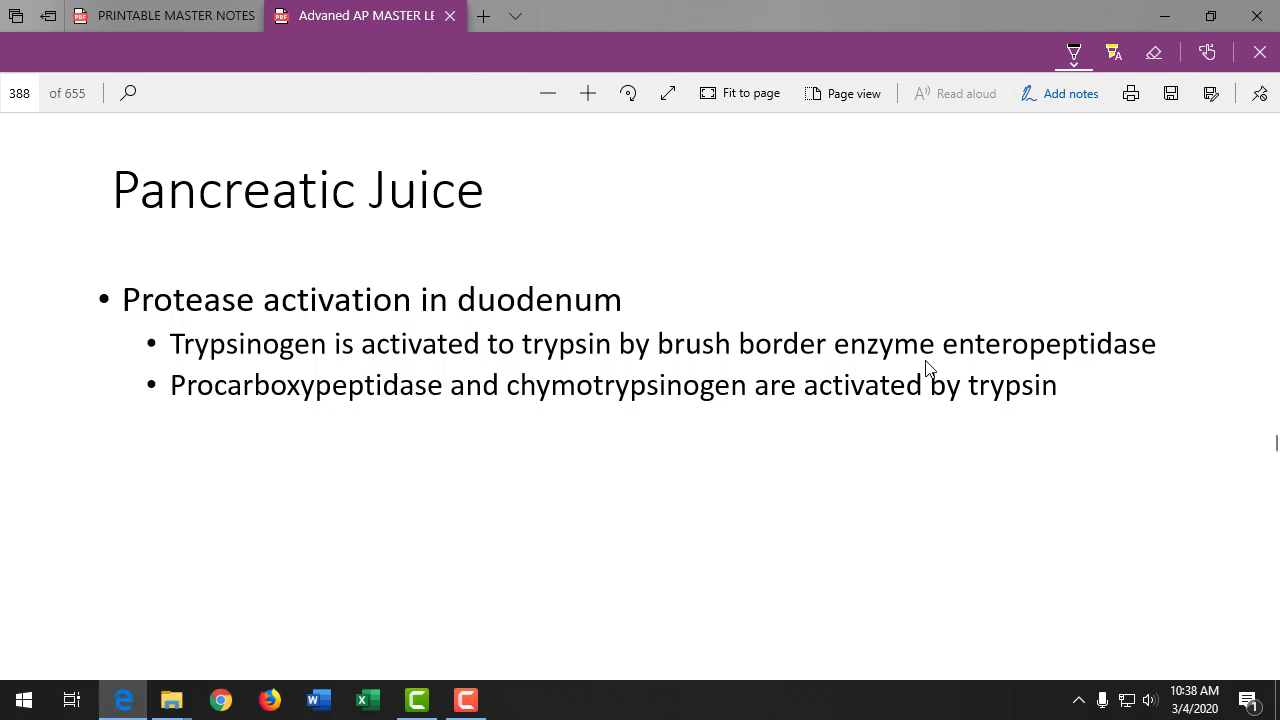 PRINTABLE MASTER NOTES
Advaned AP MASTER LE
388 of 655
Fit to page
Page view
Read aloud
Add notes
Pancreatic Juice
• Protease activation in duodenum
• Trypsinogen is activated to trypsin by brush border enzyme enteropeptidase
• Procarboxypeptidase and chymotrypsinogen are activated by trypsin
10:38 AM
3/4/2020
1